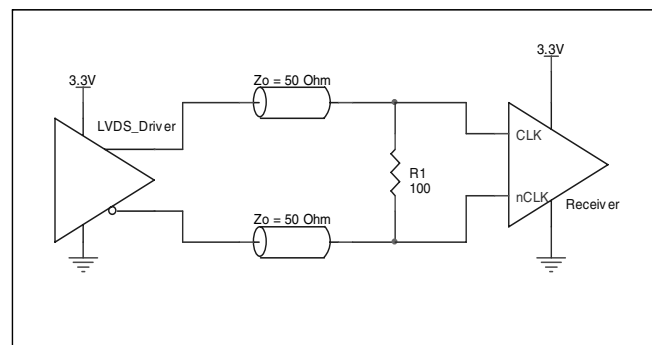 3.3V
LVDS_Driver
Zo = 50 Ohm
Zo = 50 Ohm
R1
100
3.3V
CLK
nCLK
Receiver